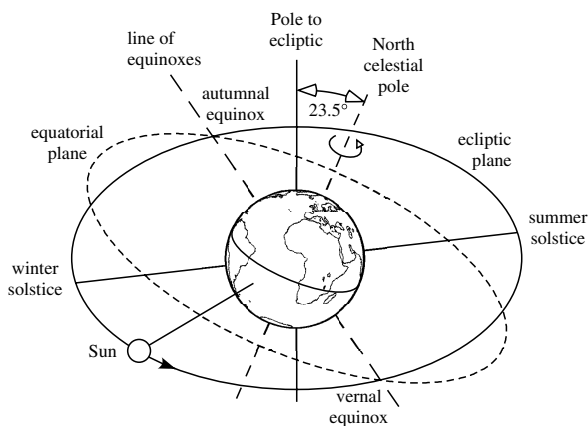 Pole to
ecliptic
line of
equinoxes
North
celestial
pole
autumnal
equinox
23.5°
equatorial
plane
ecliptic
plane
summer
solstice
winter
solstice
Sun
vernal
equinox